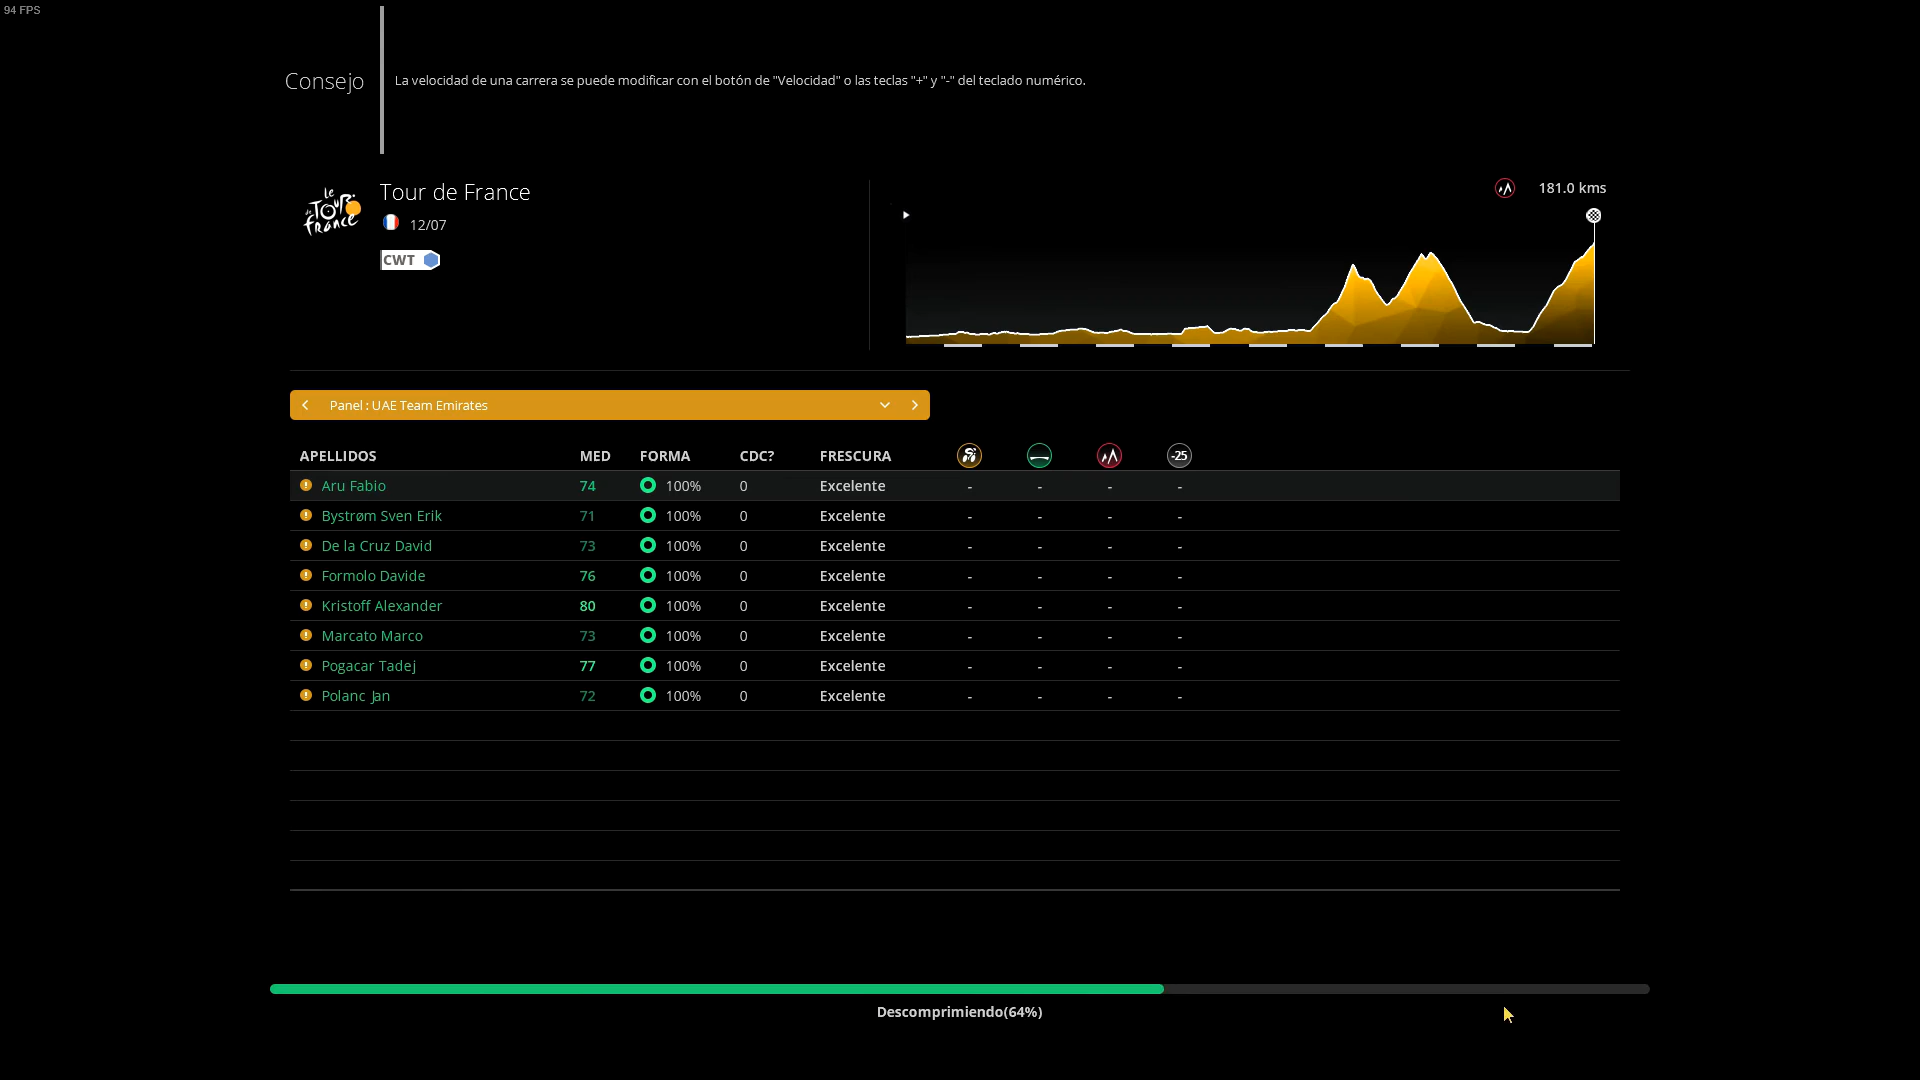 94 FPS
Consejo
La velocidad de una carrera se puede modificar con el botón de "Velocidad" o las teclas "+" y "-" del teclado numérico.
le TOUR de france
Tour de France
12/07
CWT
181.0 kms
Panel : UAE Team Emirates
APELLIDOS MED FORMA CDC? FRESCURA -25
Aru Fabio 74 100% 0 Excelente - - - -
Bystrøm Sven Erik 71 100% 0 Excelente - - - -
De la Cruz David 73 100% 0 Excelente - - - -
Formolo Davide 76 100% 0 Excelente - - - -
Kristoff Alexander 80 100% 0 Excelente - - - -
Marcato Marco 73 100% 0 Excelente - - - -
Pogacar Tadej 77 100% 0 Excelente - - - -
Polanc Jan 72 100% 0 Excelente - - - -
Descomprimiendo(64%)